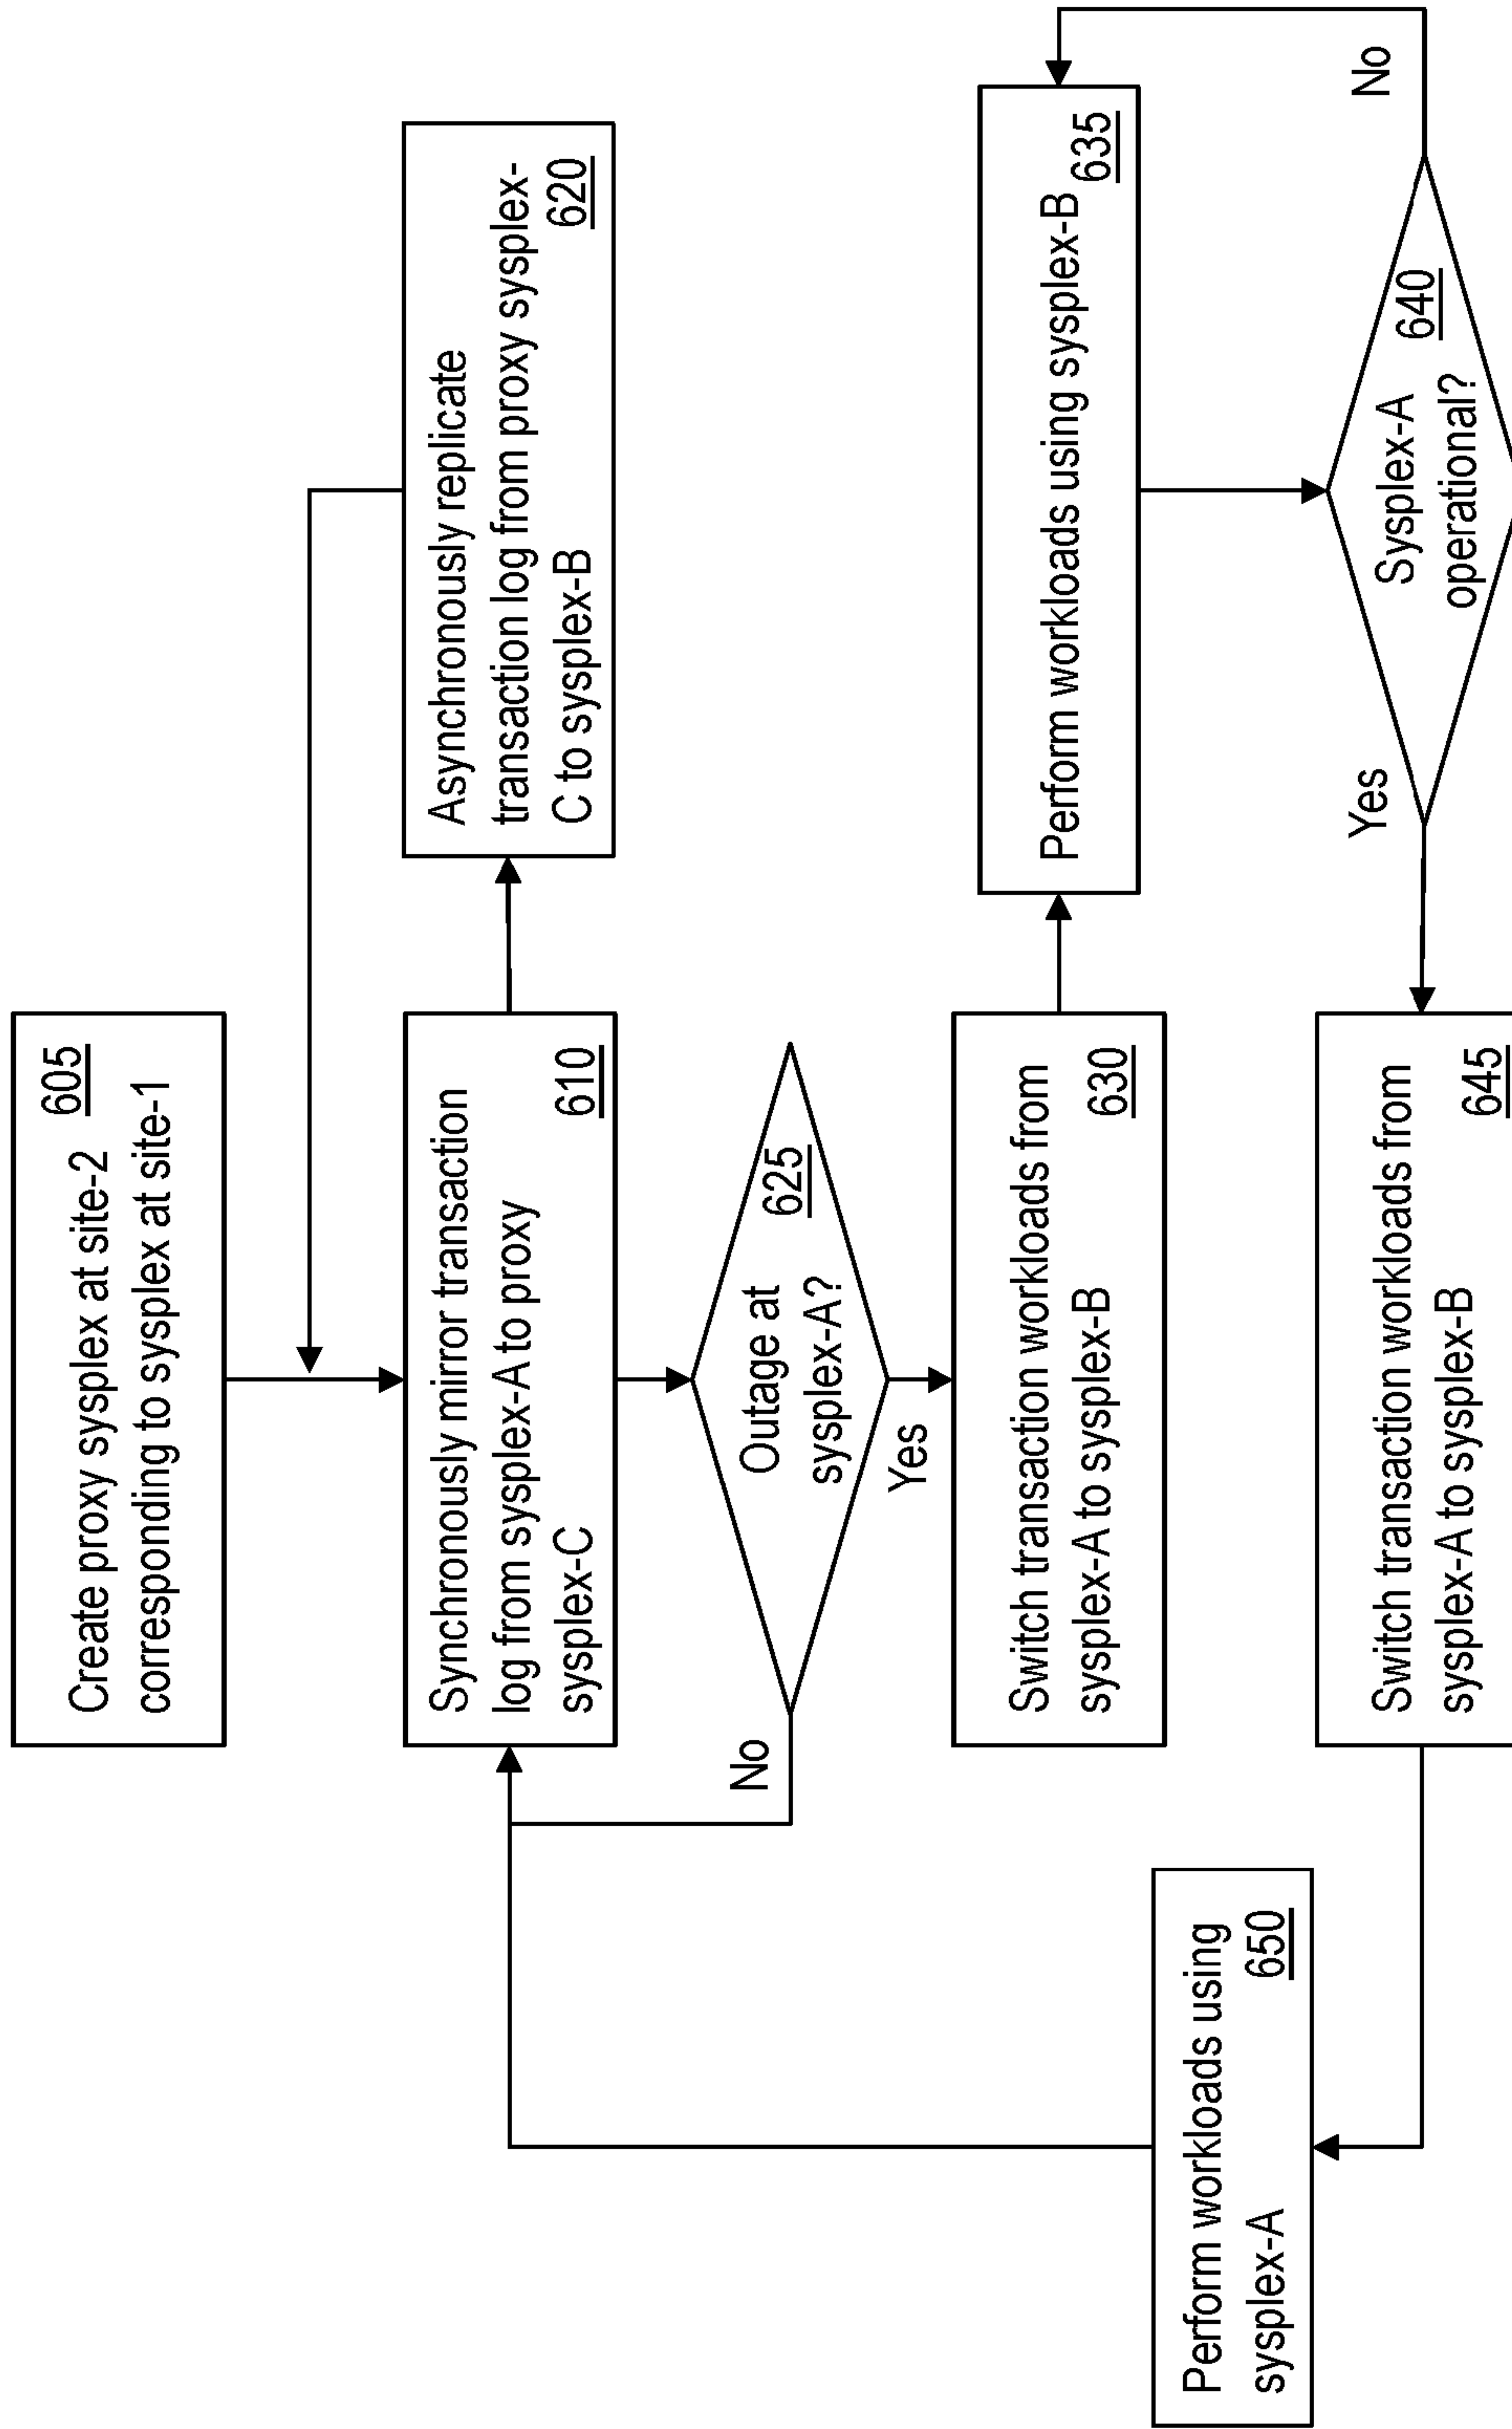 Create proxy sysplex at site-2 605
corresponding to sysplex at site-1
Synchronously mirror transaction
log from sysplex-A to proxy
sysplex-C 610
Asynchronously replicate
transaction log from proxy sysplex-
C to sysplex-B 620
Outage at 625
sysplex-A?
No
Yes
Switch transaction workloads from
sysplex-A to sysplex-B 630
Perform workloads using sysplex-B
635
Sysplex-A 640
operational?
No
Yes
Switch transaction workloads from
sysplex-A to sysplex-B 645
Perform workloads using
sysplex-A 650